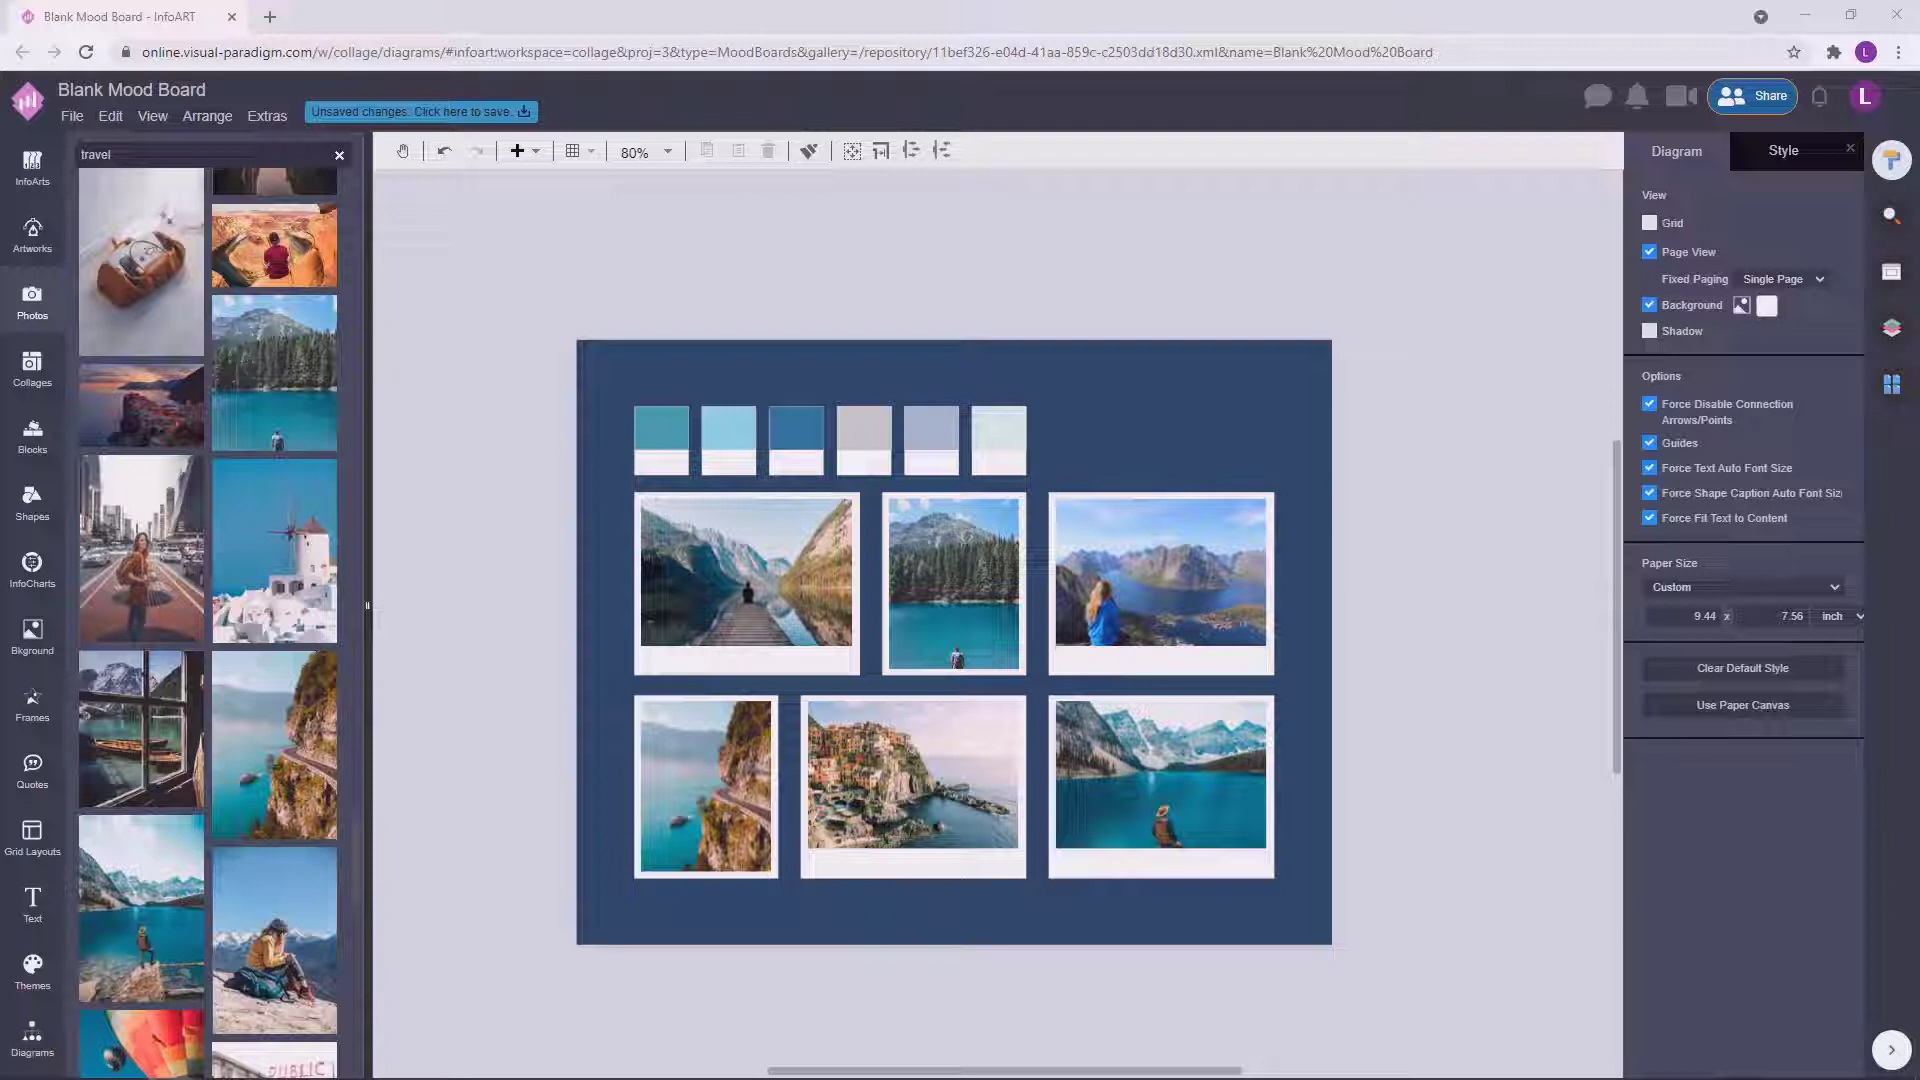 Blank Mood Board - InfoART
online.visual-paradigm.com/w/collage/diagrams/#infoart:workspace=collage&proj=3&type=MoodBoards&gallery=/repository/11bef326-e04d-41aa-859c-c2503dd18d30.xml&name=Blank%20Mood%20Board
L
Blank Mood Board
File Edit View Arrange Extras
Unsaved changes. Click here to save.
Share
L
travel
80%
Diagram
Style
InfoArts
Artworks
Photos
Collages
Blocks
Shapes
InfoCharts
Bkground
Frames
Quotes
Grid Layouts
Text
Themes
Diagrams
PUBLIC
View
Grid
Page View
Fixed Paging Single Page
Background
Shadow
Options
Force Disable Connection
Arrows/Points
Guides
Force Text Auto Font Size
Force Shape Caption Auto Font Siz
Force Fit Text to Content
Paper Size
Custom
9.44 x 7.56 inch
Clear Default Style
Use Paper Canvas